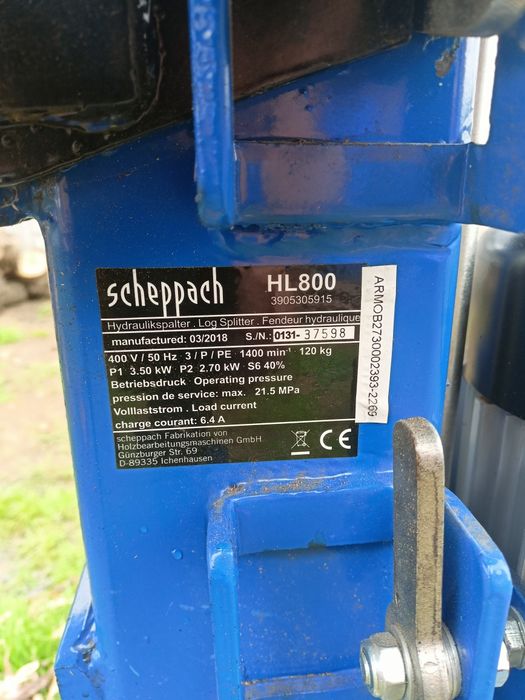 scheppach HL800
3905305915
Hydraulikspalter . Log Splitter . Fendeur hydraulique
manufactured: 03/2018 S./N.: 0131- 37598
400 V / 50 Hz 3 / P / PE 1400 min⁻¹ 120 kg
P1 3.50 kW P2 2.70 kW S6 40%
Betriebsdruck . Operating pressure
pression de service: max. 21.5 MPa
Volllaststrom . Load current
charge courant: 6.4 A
scheppach Fabrikation von
Holzbearbeitungsmaschinen GmbH
Günzburger Str. 69
D-89335 Ichenhausen
CE
ARMOB2730002393-2269